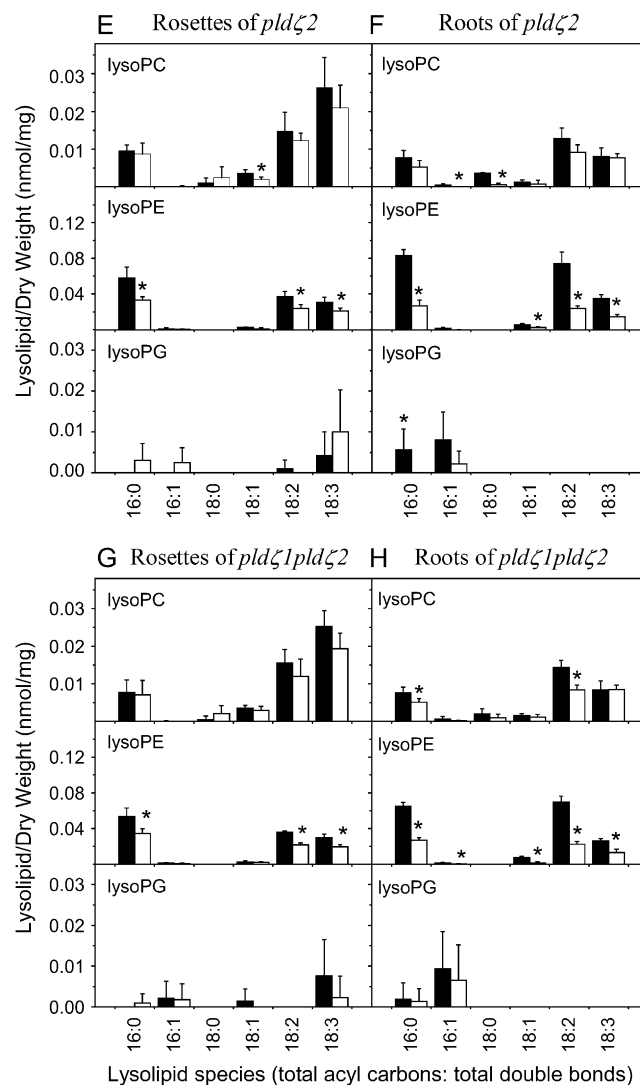 E Rosettes of pldζ2
F Roots of pldζ2
Lysolipid/Dry Weight (nmol/mg)
lysoPC
lysoPC
0.03
0.02
*
*
*
0.01
lysoPE
lysoPE
0.12
0.08
*
*
*
*
*
*
*
0.04
lysoPG
lysoPG
0.03
0.02
*
0.01
0.00
16:0 16:1 18:0 18:1 18:2 18:3
16:0 16:1 18:0 18:1 18:2 18:3
G Rosettes of pldζ1pldζ2
H Roots of pldζ1pldζ2
Lysolipid/Dry Weight (nmol/mg)
lysoPC
lysoPC
0.03
0.02
*
*
0.01
lysoPE
lysoPE
0.12
0.08
*
*
*
*
*
*
*
*
0.04
lysoPG
lysoPG
0.03
0.02
0.01
0.00
16:0 16:1 18:0 18:1 18:2 18:3
16:0 16:1 18:0 18:1 18:2 18:3
Lysolipid species (total acyl carbons: total double bonds)